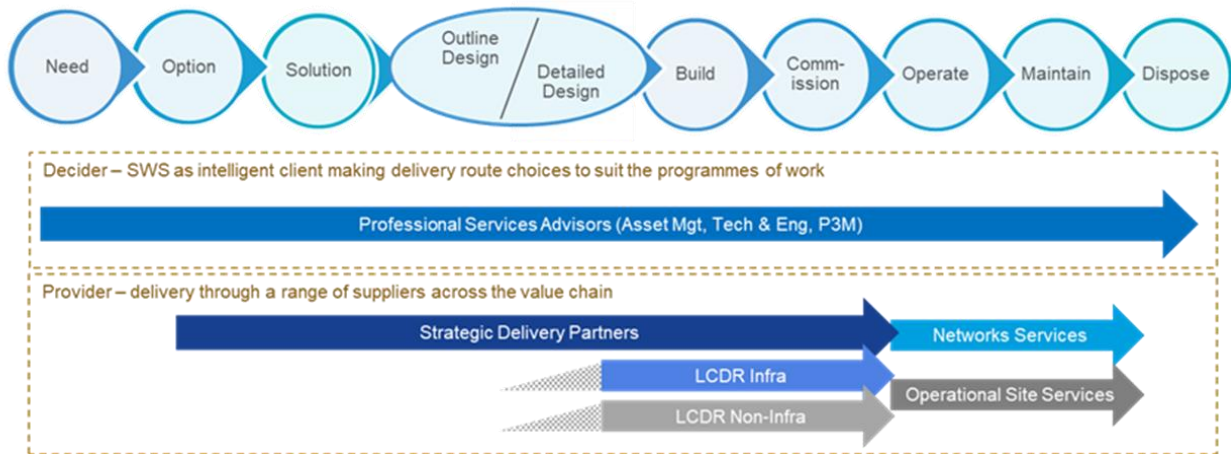 Need
Option
Solution
Outline
Design
Detailed
Design
Build
Comm-
ission
Operate
Maintain
Dispose
Decider – SWS as intelligent client making delivery route choices to suit the programmes of work
Professional Services Advisors (Asset Mgt, Tech & Eng, P3M)
Provider – delivery through a range of suppliers across the value chain
Strategic Delivery Partners
Networks Services
LCDR Infra
Operational Site Services
LCDR Non-Infra